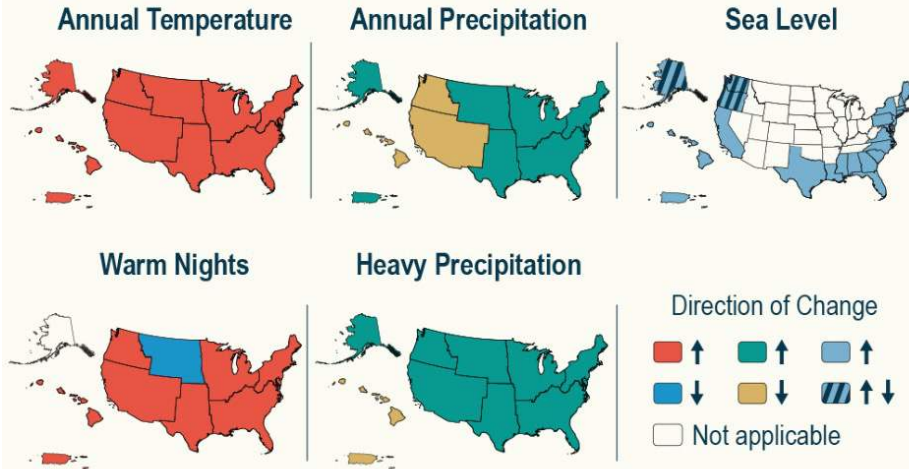 Annual Temperature
Annual Precipitation
Sea Level
Warm Nights
Heavy Precipitation
Direction of Change
Not applicable